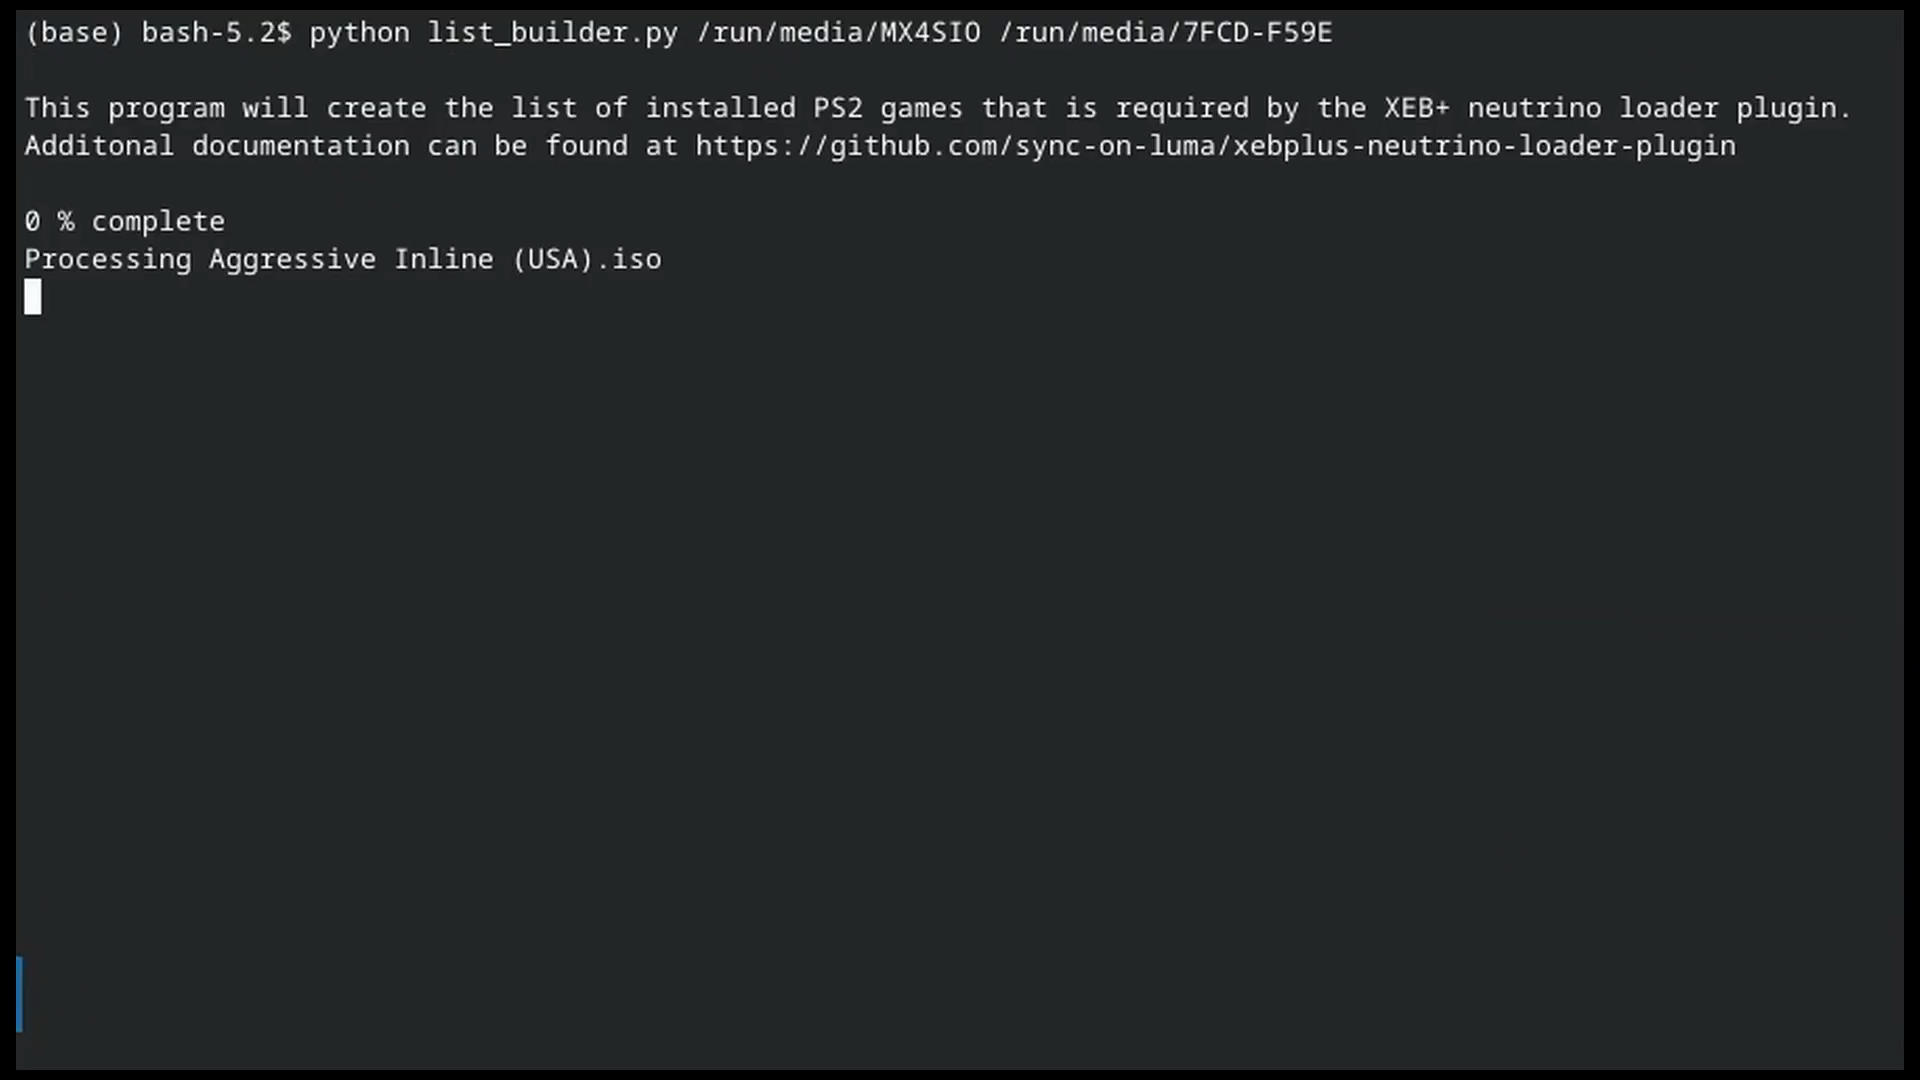 (base) bash-5.2$ python list_builder.py /run/media/MX4SIO /run/media/7FCD-F59E
This program will create the list of installed PS2 games that is required by the XEB+ neutrino loader plugin.
Additonal documentation can be found at https://github.com/sync-on-luma/xebplus-neutrino-loader-plugin
0 % complete
Processing Aggressive Inline (USA).iso